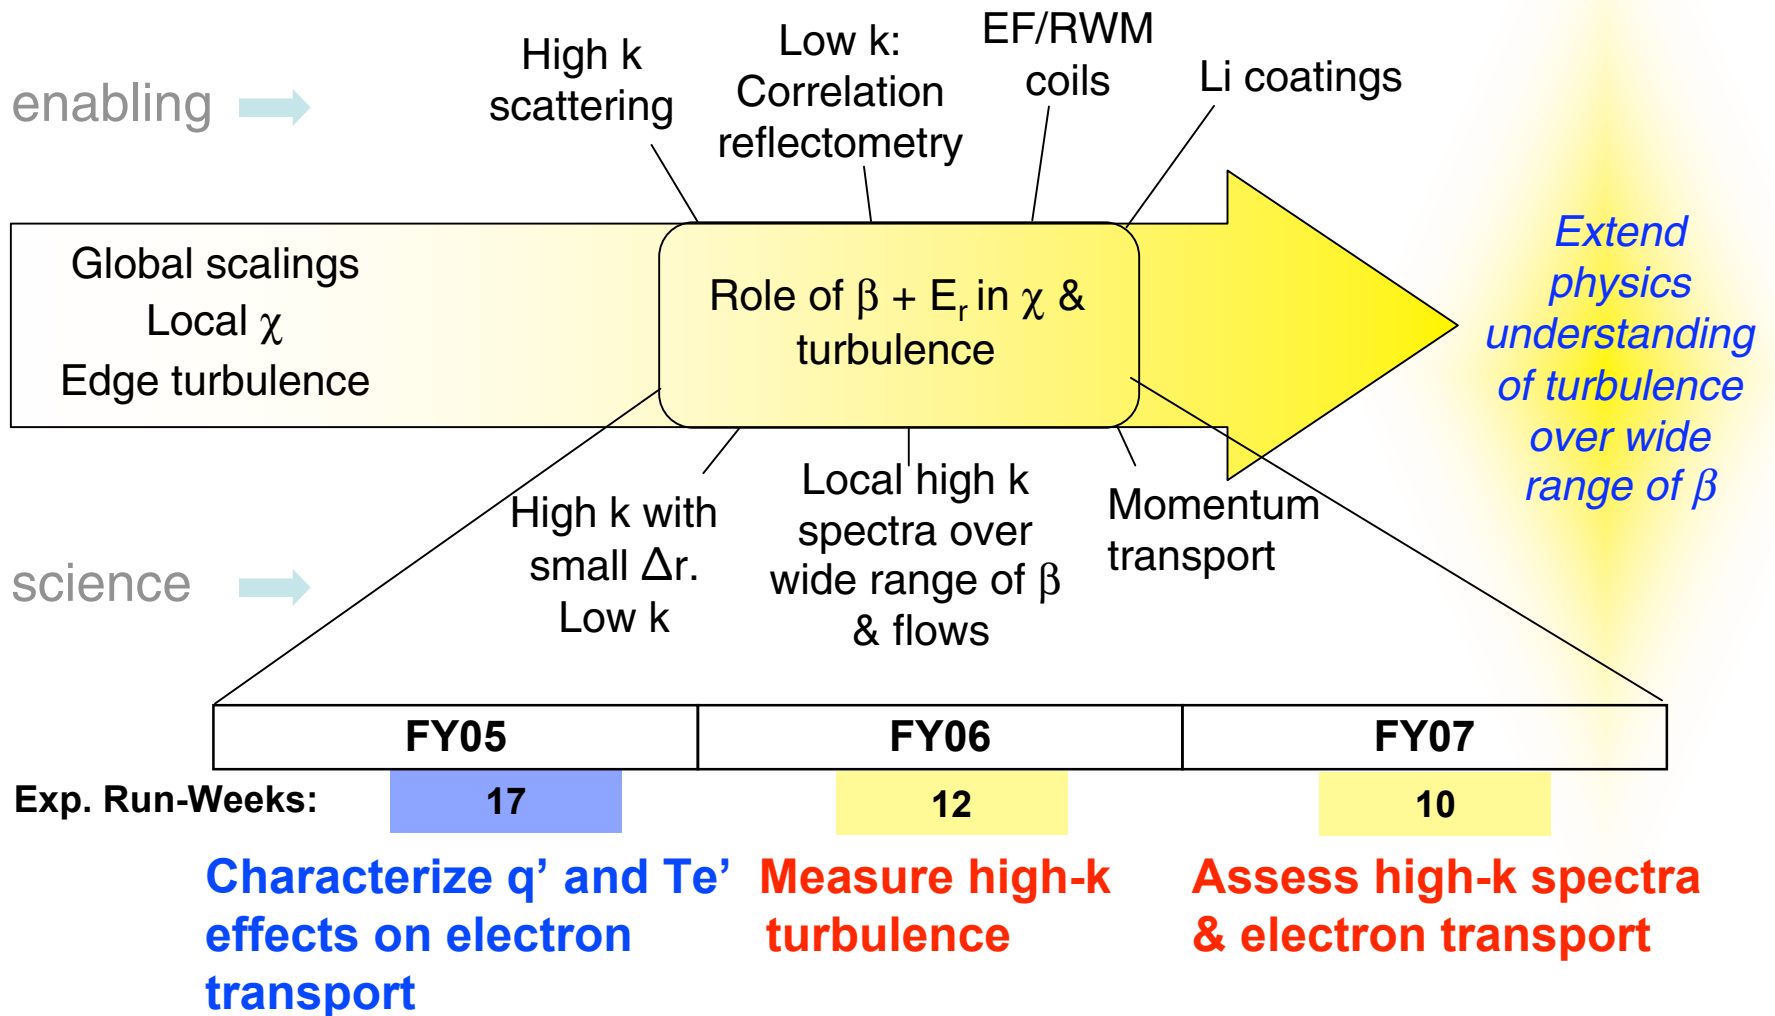 enabling
High k
scattering
Low k:
Correlation
reflectometry
EF/RWM
coils
Li coatings
Global scalings
Local χ
Edge turbulence
Role of β + Er in χ &
turbulence
Extend
physics
understanding
of turbulence
over wide
range of β
science
High k with
small Δr.
Low k
Local high k
spectra over
wide range of β
& flows
Momentum
transport
FY05 FY06 FY07
Exp. Run-Weeks: 17 12 10
Characterize q' and Te'
effects on electron
transport
Measure high-k
turbulence
Assess high-k spectra
& electron transport